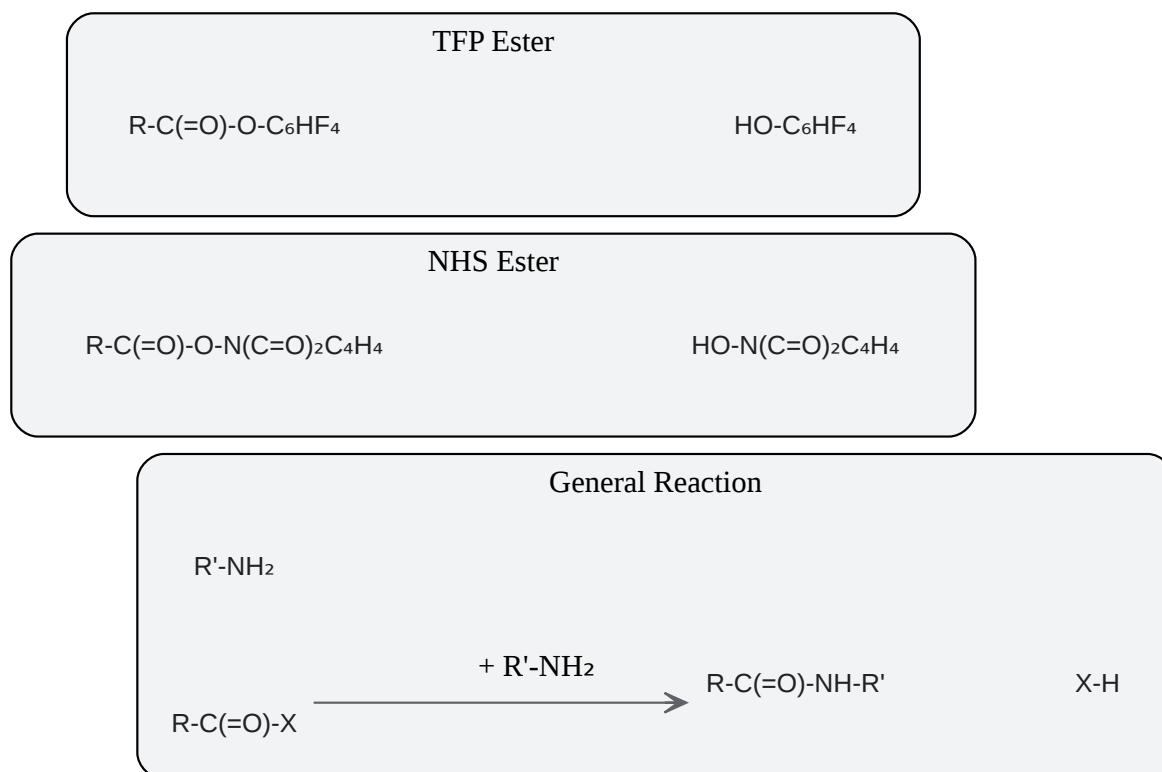 TFP Ester
R-C(=O)-O-C₆HF₄
HO-C₆HF₄
NHS Ester
R-C(=O)-O-N(C=O)₂C₄H₄
HO-N(C=O)₂C₄H₄
General Reaction
R'-NH₂
+ R'-NH₂
R-C(=O)-NH-R'
X-H
R-C(=O)-X